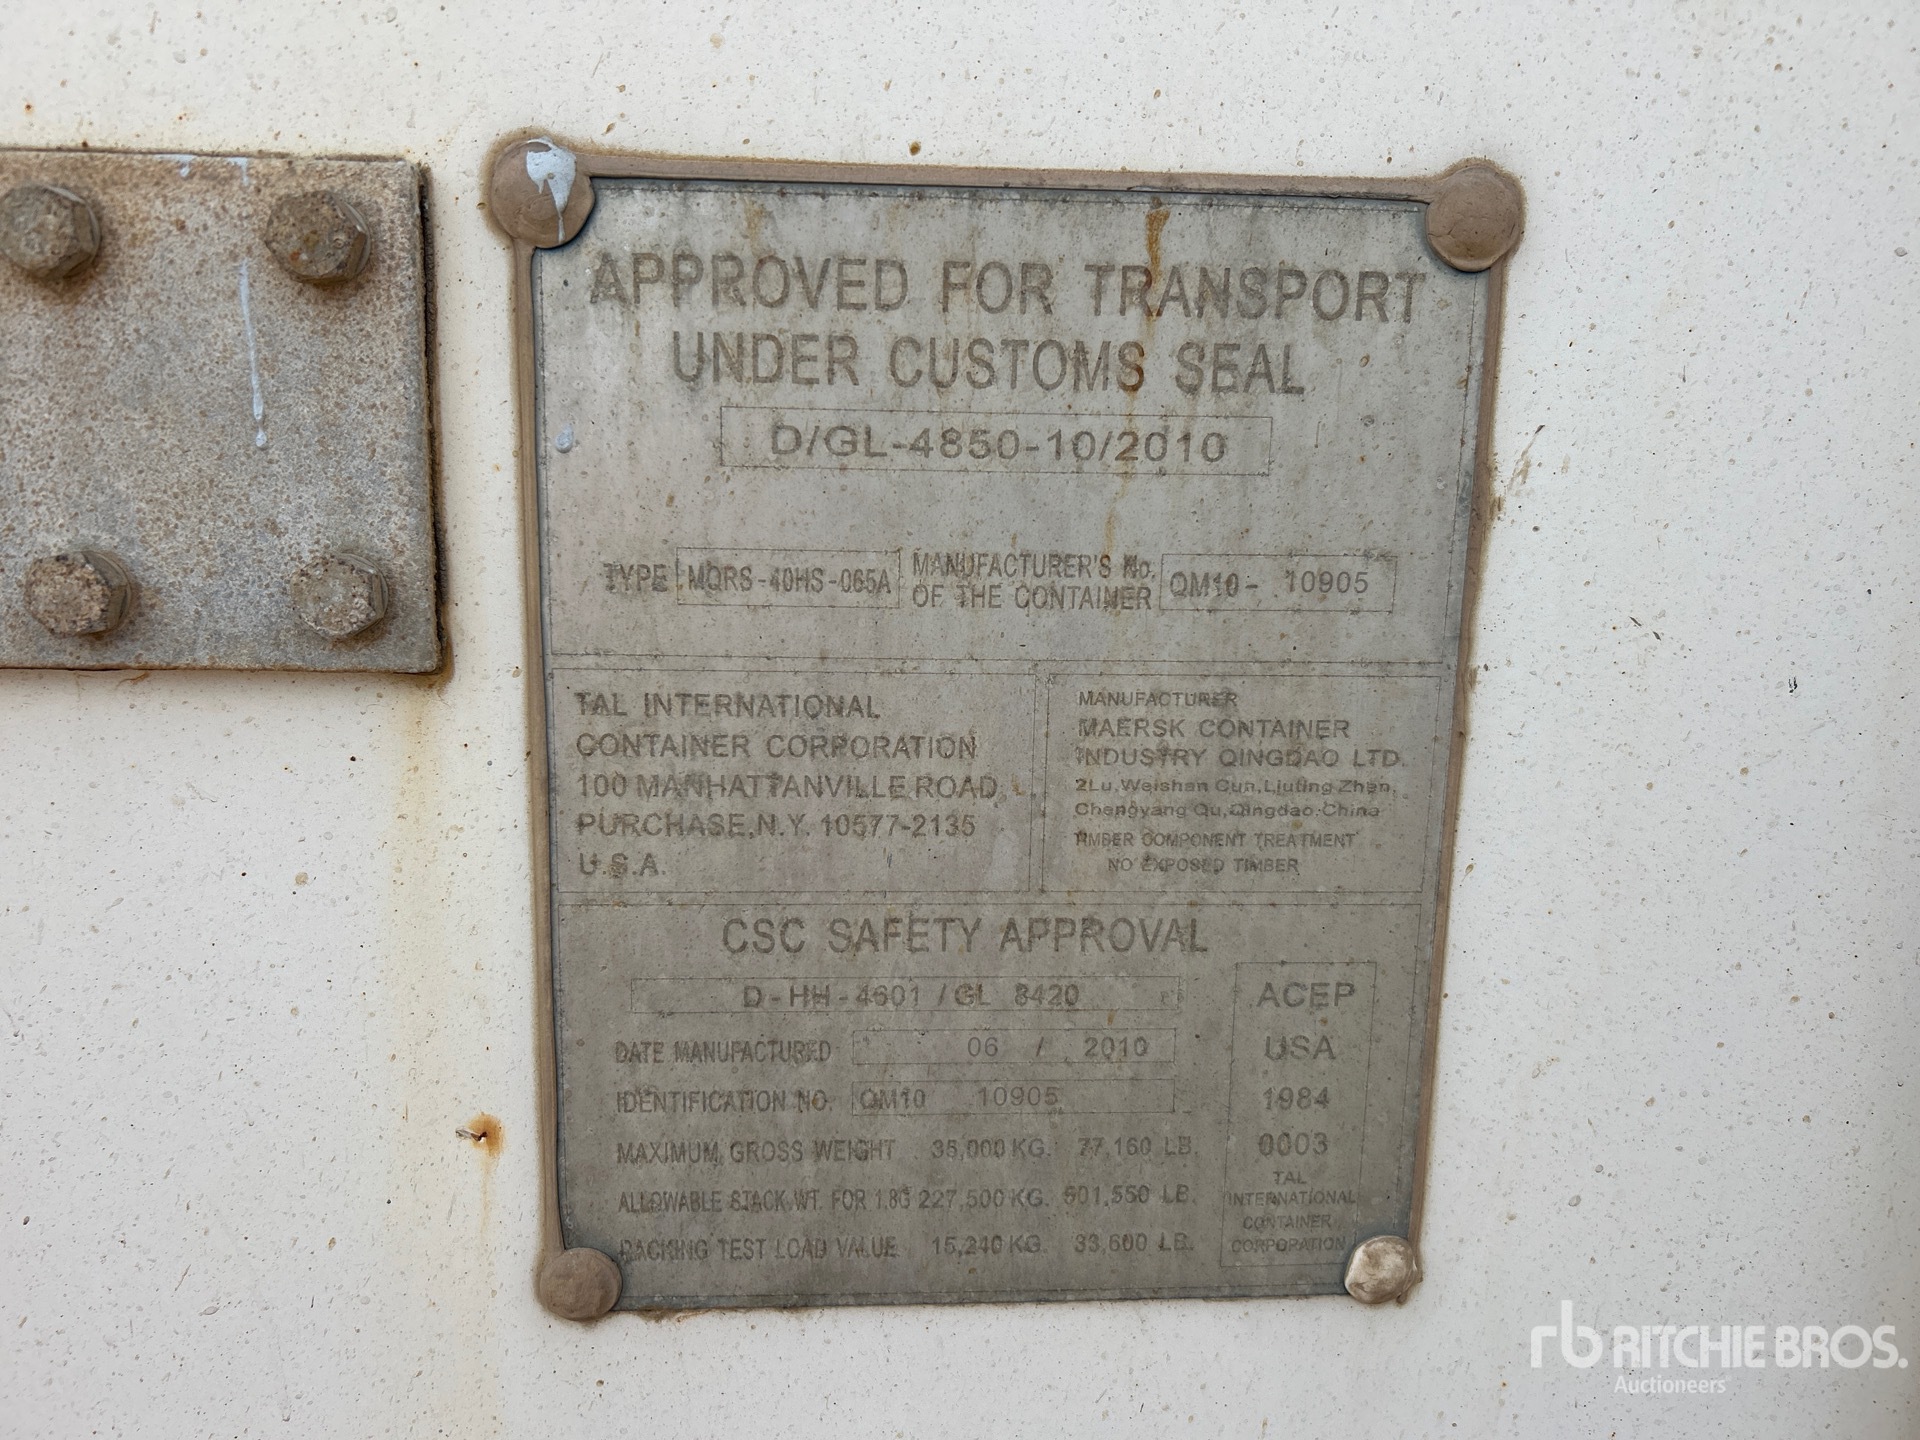 APPROVED FOR TRANSPORT
UNDER CUSTOMS SEAL
D/GL-4850-10/2010
TYPE MQRS-40HS-065A MANUFACTURER'S No. OF THE CONTAINER QM10- 10905
TAL INTERNATIONAL
CONTAINER CORPORATION
100 MANHATTANVILLE ROAD
PURCHASE,N.Y. 10577-2135
U.S.A.
MANUFACTURER
MAERSK CONTAINER
INDUSTRY QINGDAO LTD.
2Lu,Weishan Cun,Liuting Zhen,
Chengyang Qu,Qingdao.China
TIMBER COMPONENT TREATMENT
NO EXPOSED TIMBER
CSC SAFETY APPROVAL
D-HH-4601 / GL 8420
DATE MANUFACTURED 06 / 2010
IDENTIFICATION NO. QM10 10905
MAXIMUM GROSS WEIGHT 35,000 KG. 77,160 LB.
ALLOWABLE STACK.WT. FOR 1.8G 227,500 KG. 501,550 LB.
RACKING TEST LOAD VALUE 15,240 KG. 33,600 LB.
ACEP
USA
1984
0003
TAL
INTERNATIONAL
CONTAINER
CORPORATION
rb RITCHIE BROS.
Auctioneers